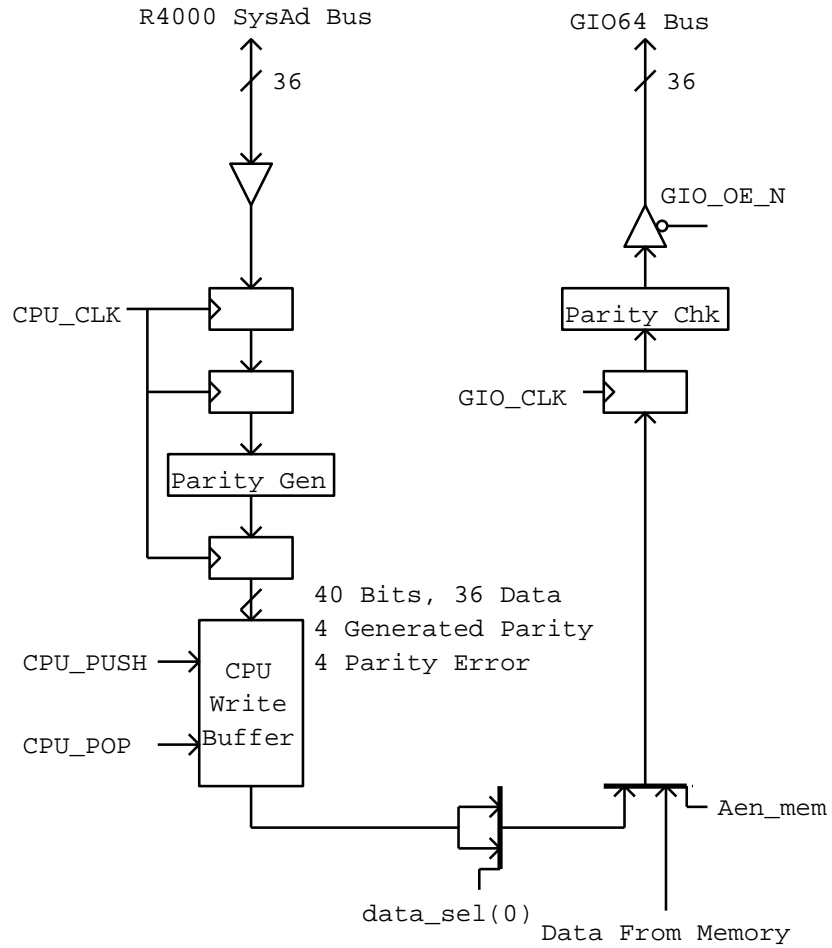 R4000 SysAd Bus
GIO64 Bus
36
36
GIO_OE_N
CPU_CLK
Parity Chk
GIO_CLK
Parity Gen
40 Bits, 36 Data
4 Generated Parity
4 Parity Error
CPU_PUSH
CPU
Write
Buffer
CPU_POP
Aen_mem
data_sel(0)
Data From Memory